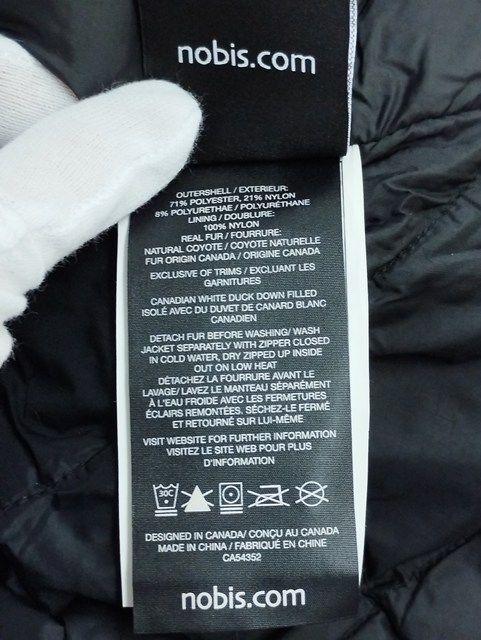 nobis.com
OUTERSHELL / EXTERIEUR:
71% POLYESTER, 21% NYLON
8% POLYURETHAE / POLYURÉTHANE
LINING / DOUBLURE:
100% NYLON
REAL FUR / FOURRURE:
NATURAL COYOTE / COYOTE NATURELLE
FUR ORIGIN CANADA / ORIGINE CANADA
EXCLUSIVE OF TRIMS / EXCLUANT LES
GARNITURES
CANADIAN WHITE DUCK DOWN FILLED
ISOLÉ AVEC DU DUVET DE CANARD BLANC
CANADIEN
DETACH FUR BEFORE WASHING/ WASH
JACKET SEPARATELY WITH ZIPPER CLOSED
IN COLD WATER, DRY ZIPPED UP INSIDE
OUT ON LOW HEAT
DÉTACHEZ LA FOURRURE AVANT LE
LAVAGE/ LAVEZ LE MANTEAU SÉPARÉMENT
À L'EAU FROIDE AVEC LES FERMETURES
ÉCLAIRS REMONTÉES. SÉCHEZ-LE FERMÉ
ET RETOURNÉ SUR LUI-MÊME
VISIT WEBSITE FOR FURTHER INFORMATION
VISITEZ LE SITE WEB POUR PLUS
D'INFORMATION
30C
DESIGNED IN CANADA/ CONÇU AU CANADA
MADE IN CHINA / FABRIQUÉ EN CHINE
CA54352
nobis.com